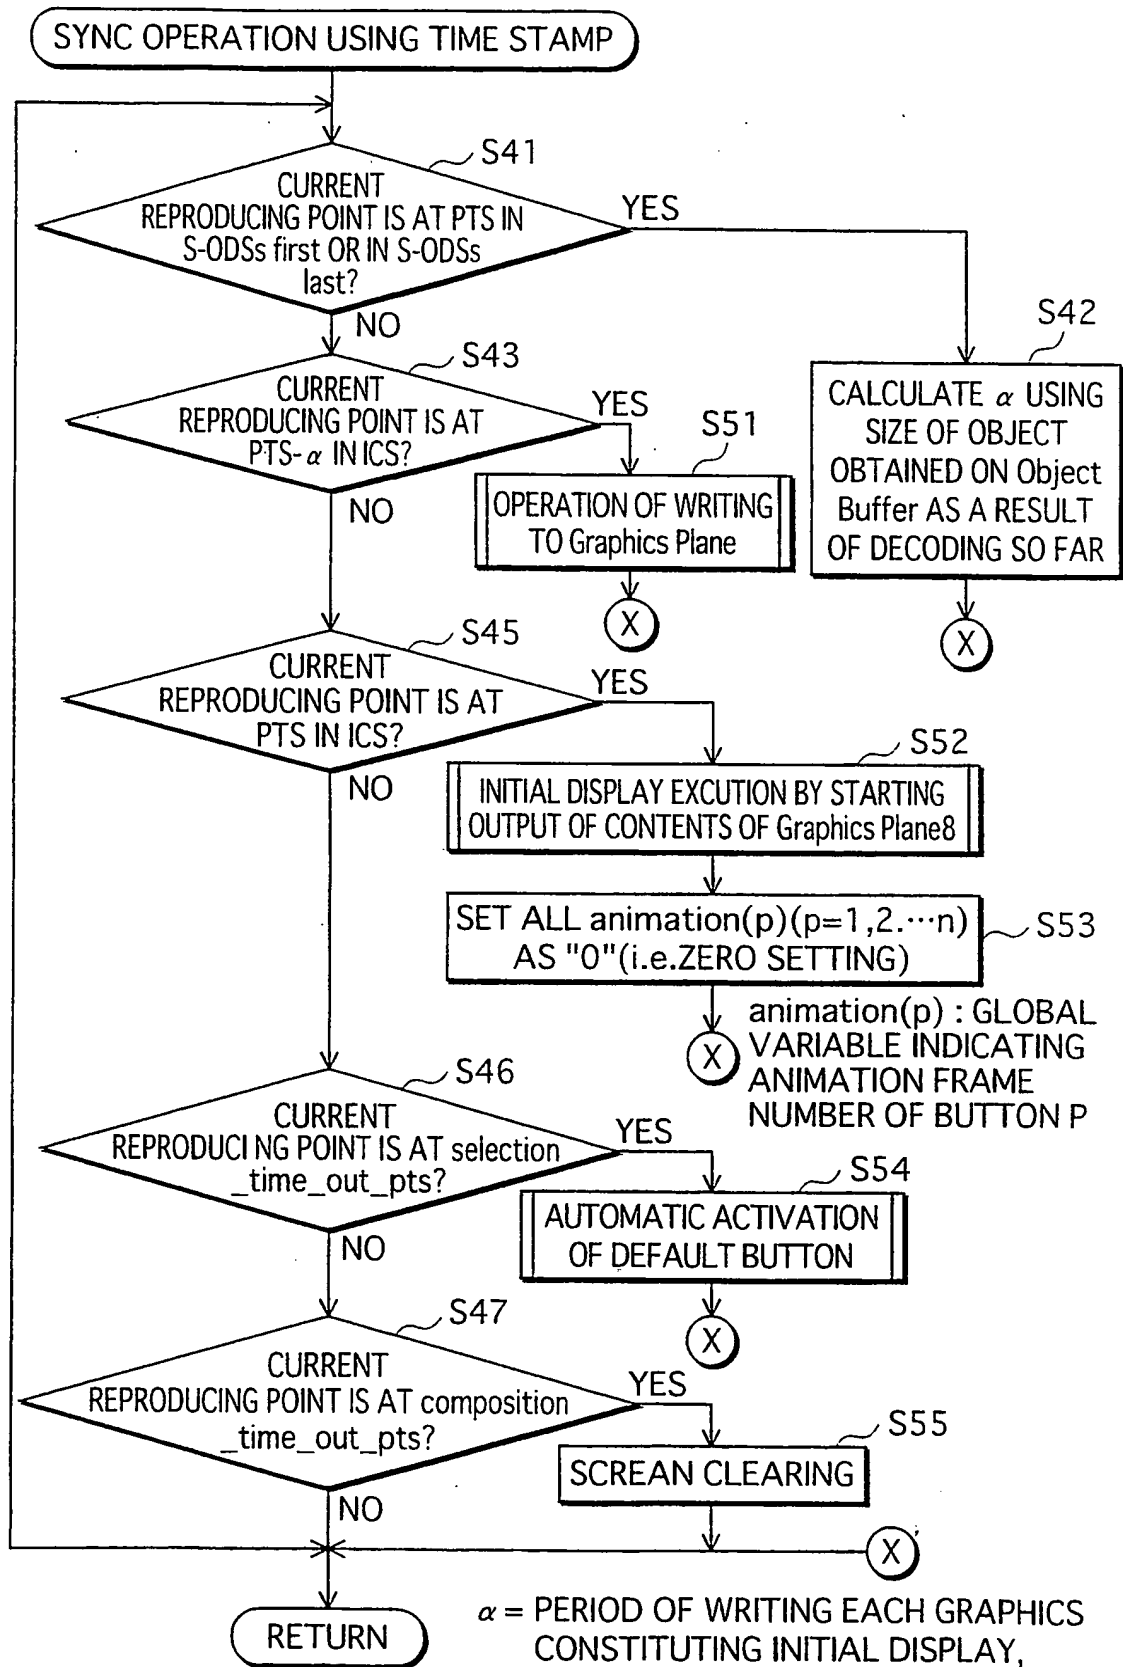 SYNC OPERATION USING TIME STAMP
S41
CURRENT
REPRODUCING POINT IS AT PTS IN
S-ODSs first OR IN S-ODSs
last?
YES
NO
S42
CALCULATE α USING
SIZE OF OBJECT
OBTAINED ON Object
Buffer AS A RESULT
OF DECODING SO FAR
X
S43
CURRENT
REPRODUCING POINT IS AT
PTS-α IN ICS?
YES
NO
S51
OPERATION OF WRITING
TO Graphics Plane
X
S45
CURRENT
REPRODUCING POINT IS AT
PTS IN ICS?
YES
NO
S52
INITIAL DISPLAY EXCUTION BY STARTING
OUTPUT OF CONTENTS OF Graphics Plane8
SET ALL animation(p)(p=1,2.···n)
AS "0"(i.e.ZERO SETTING)
S53
X
animation(p) : GLOBAL
VARIABLE INDICATING
ANIMATION FRAME
NUMBER OF BUTTON P
S46
CURRENT
REPRODUCING POINT IS AT selection
_time_out_pts?
YES
NO
S54
AUTOMATIC ACTIVATION
OF DEFAULT BUTTON
X
S47
CURRENT
REPRODUCING POINT IS AT composition
_time_out_pts?
YES
NO
S55
SCREAN CLEARING
X
RETURN
α = PERIOD OF WRITING EACH GRAPHICS
CONSTITUTING INITIAL DISPLAY,